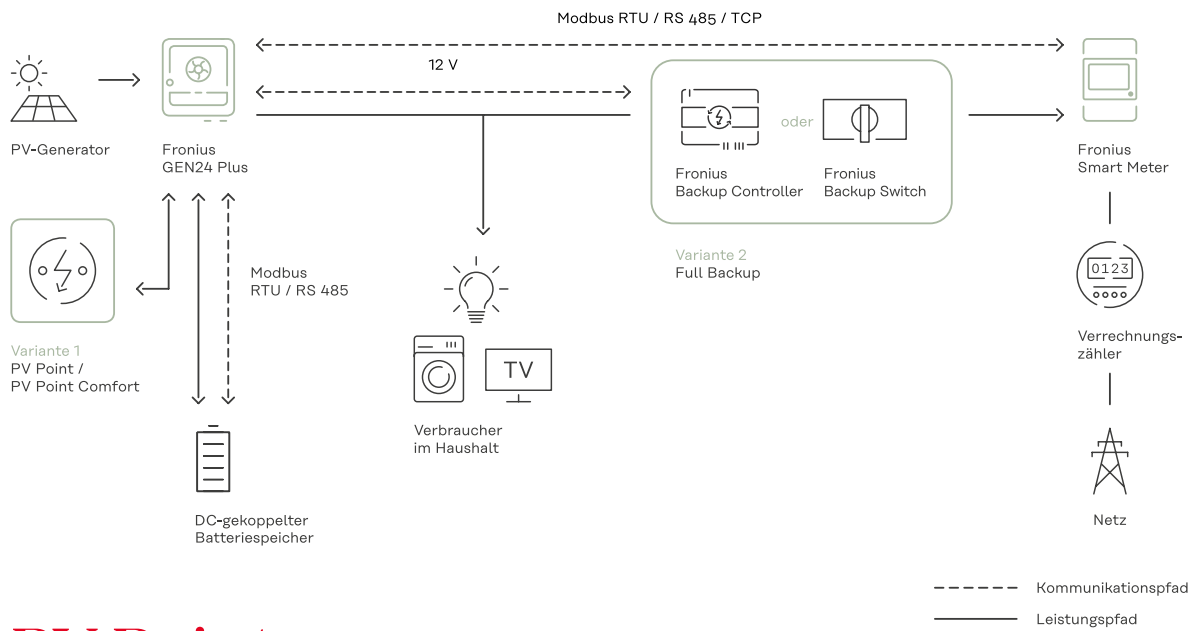 Modbus RTU / RS 485 / TCP
12 V
PV-Generator
Fronius
GEN24 Plus
oder
Fronius
Backup Controller
Fronius
Backup Switch
Fronius
Smart Meter
Variante 2
Full Backup
Modbus
RTU / RS 485
0123
Variante 1
PV Point /
PV Point Comfort
TV
Verrechnungs-
zähler
Verbraucher
im Haushalt
DC-gekoppelter
Batteriespeicher
Netz
Kommunikationspfad
Leistungspfad